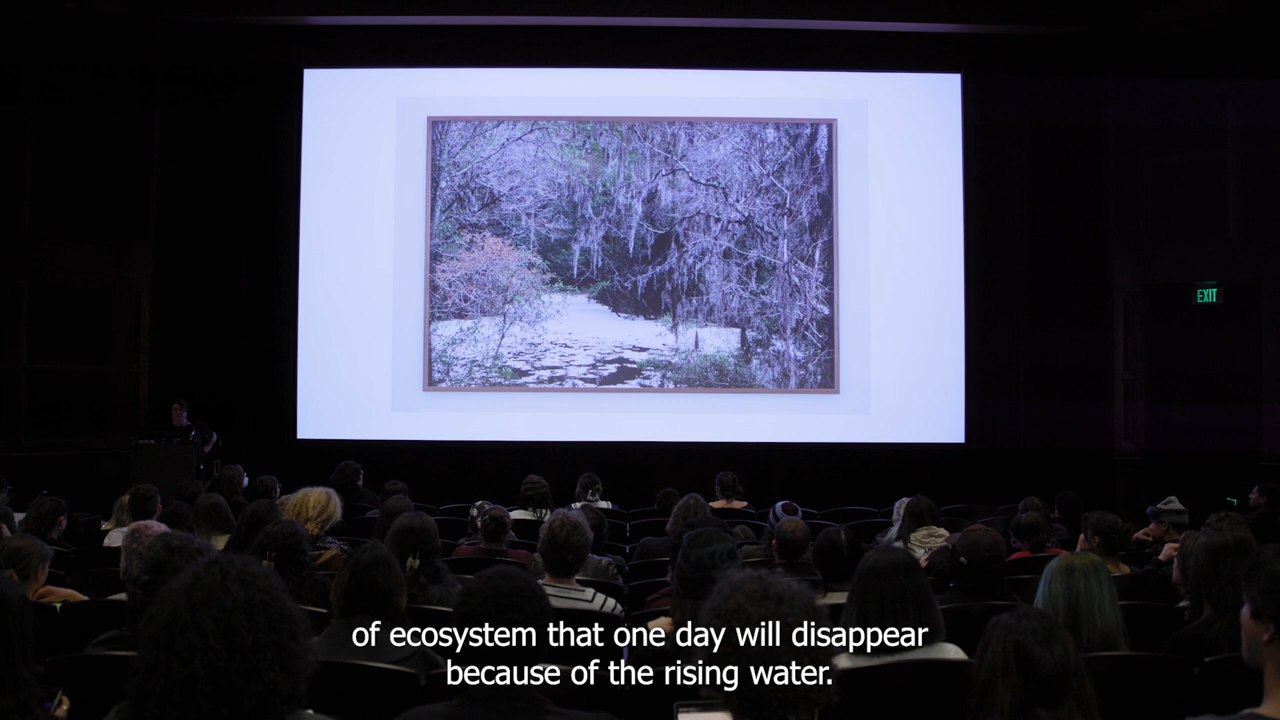 EXIT
of ecosystem that one day will disappear
because of the rising water.